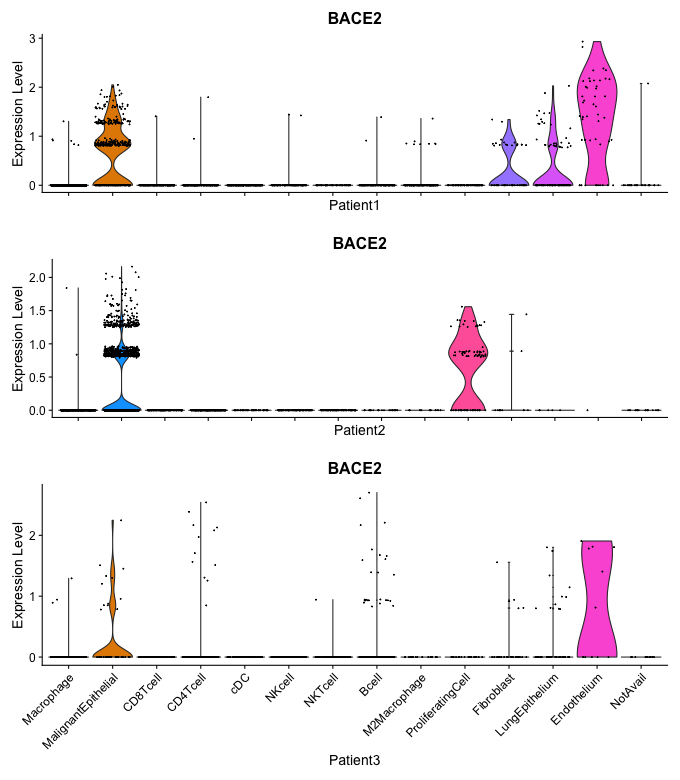 BACE2
Expression Level
3
2
1
0
Patient1
BACE2
Expression Level
2.0
1.5
1.0
0.5
0.0
Patient2
BACE2
Expression Level
2
1
0
Macrophage
MalignantEpithelial
CD8Tcell
CD4Tcell
cDC
NKcell
NKTcell
Bcell
M2Macrophage
ProliferatingCell
Fibroblast
LungEpithelium
Endothelium
NotAvail
Patient3